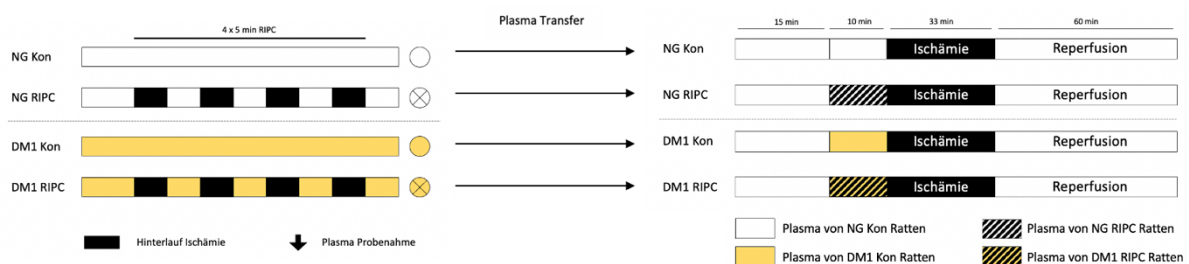 4 x 5 min RIPC
NG Kon
NG RIPC
DM1 Kon
DM1 RIPC
Hinterlauf Ischämie
Plasma Probenahme
Plasma Transfer
15 min
10 min
33 min
60 min
NG Kon
Ischämie
Reperfusion
NG RIPC
Ischämie
Reperfusion
DM1 Kon
Ischämie
Reperfusion
DM1 RIPC
Ischämie
Reperfusion
Plasma von NG Kon Ratten
Plasma von NG RIPC Ratten
Plasma von DM1 Kon Ratten
Plasma von DM1 RIPC Ratten